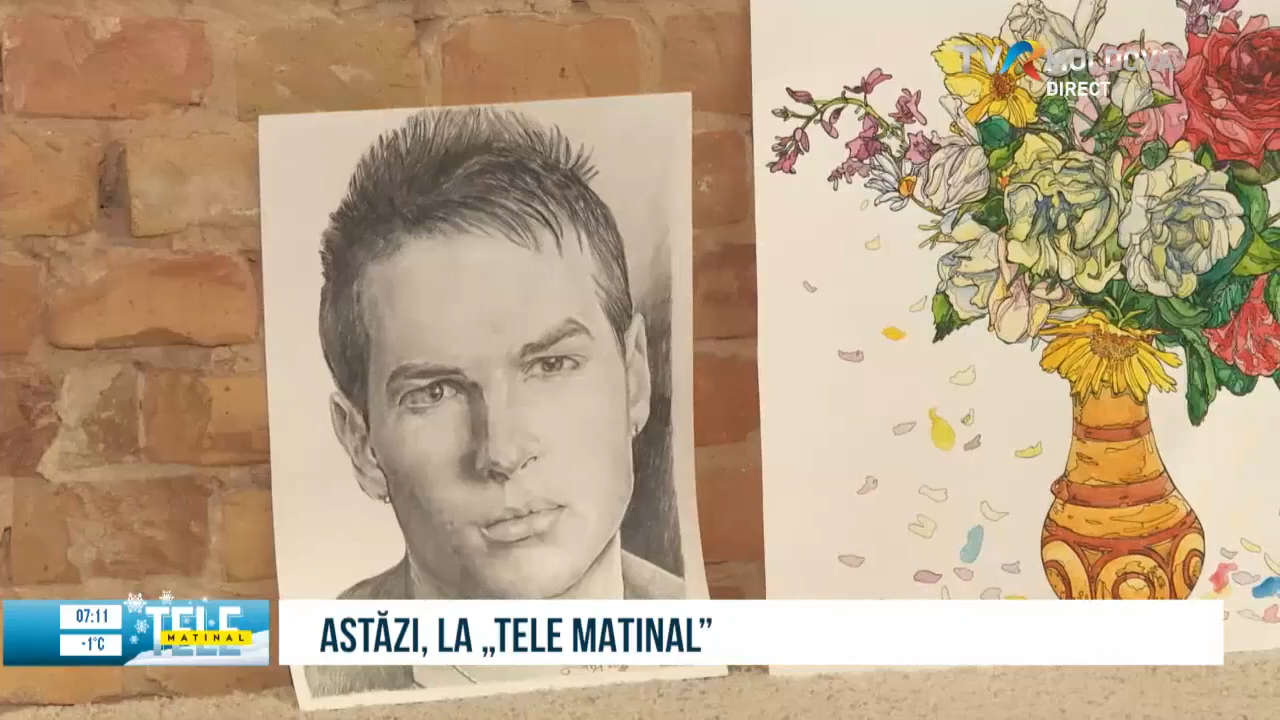 TVR MOLDOVA
DIRECT
07:11
-1°C
TELE
MATINAL
ASTĂZI, LA „TELE MATINAL”